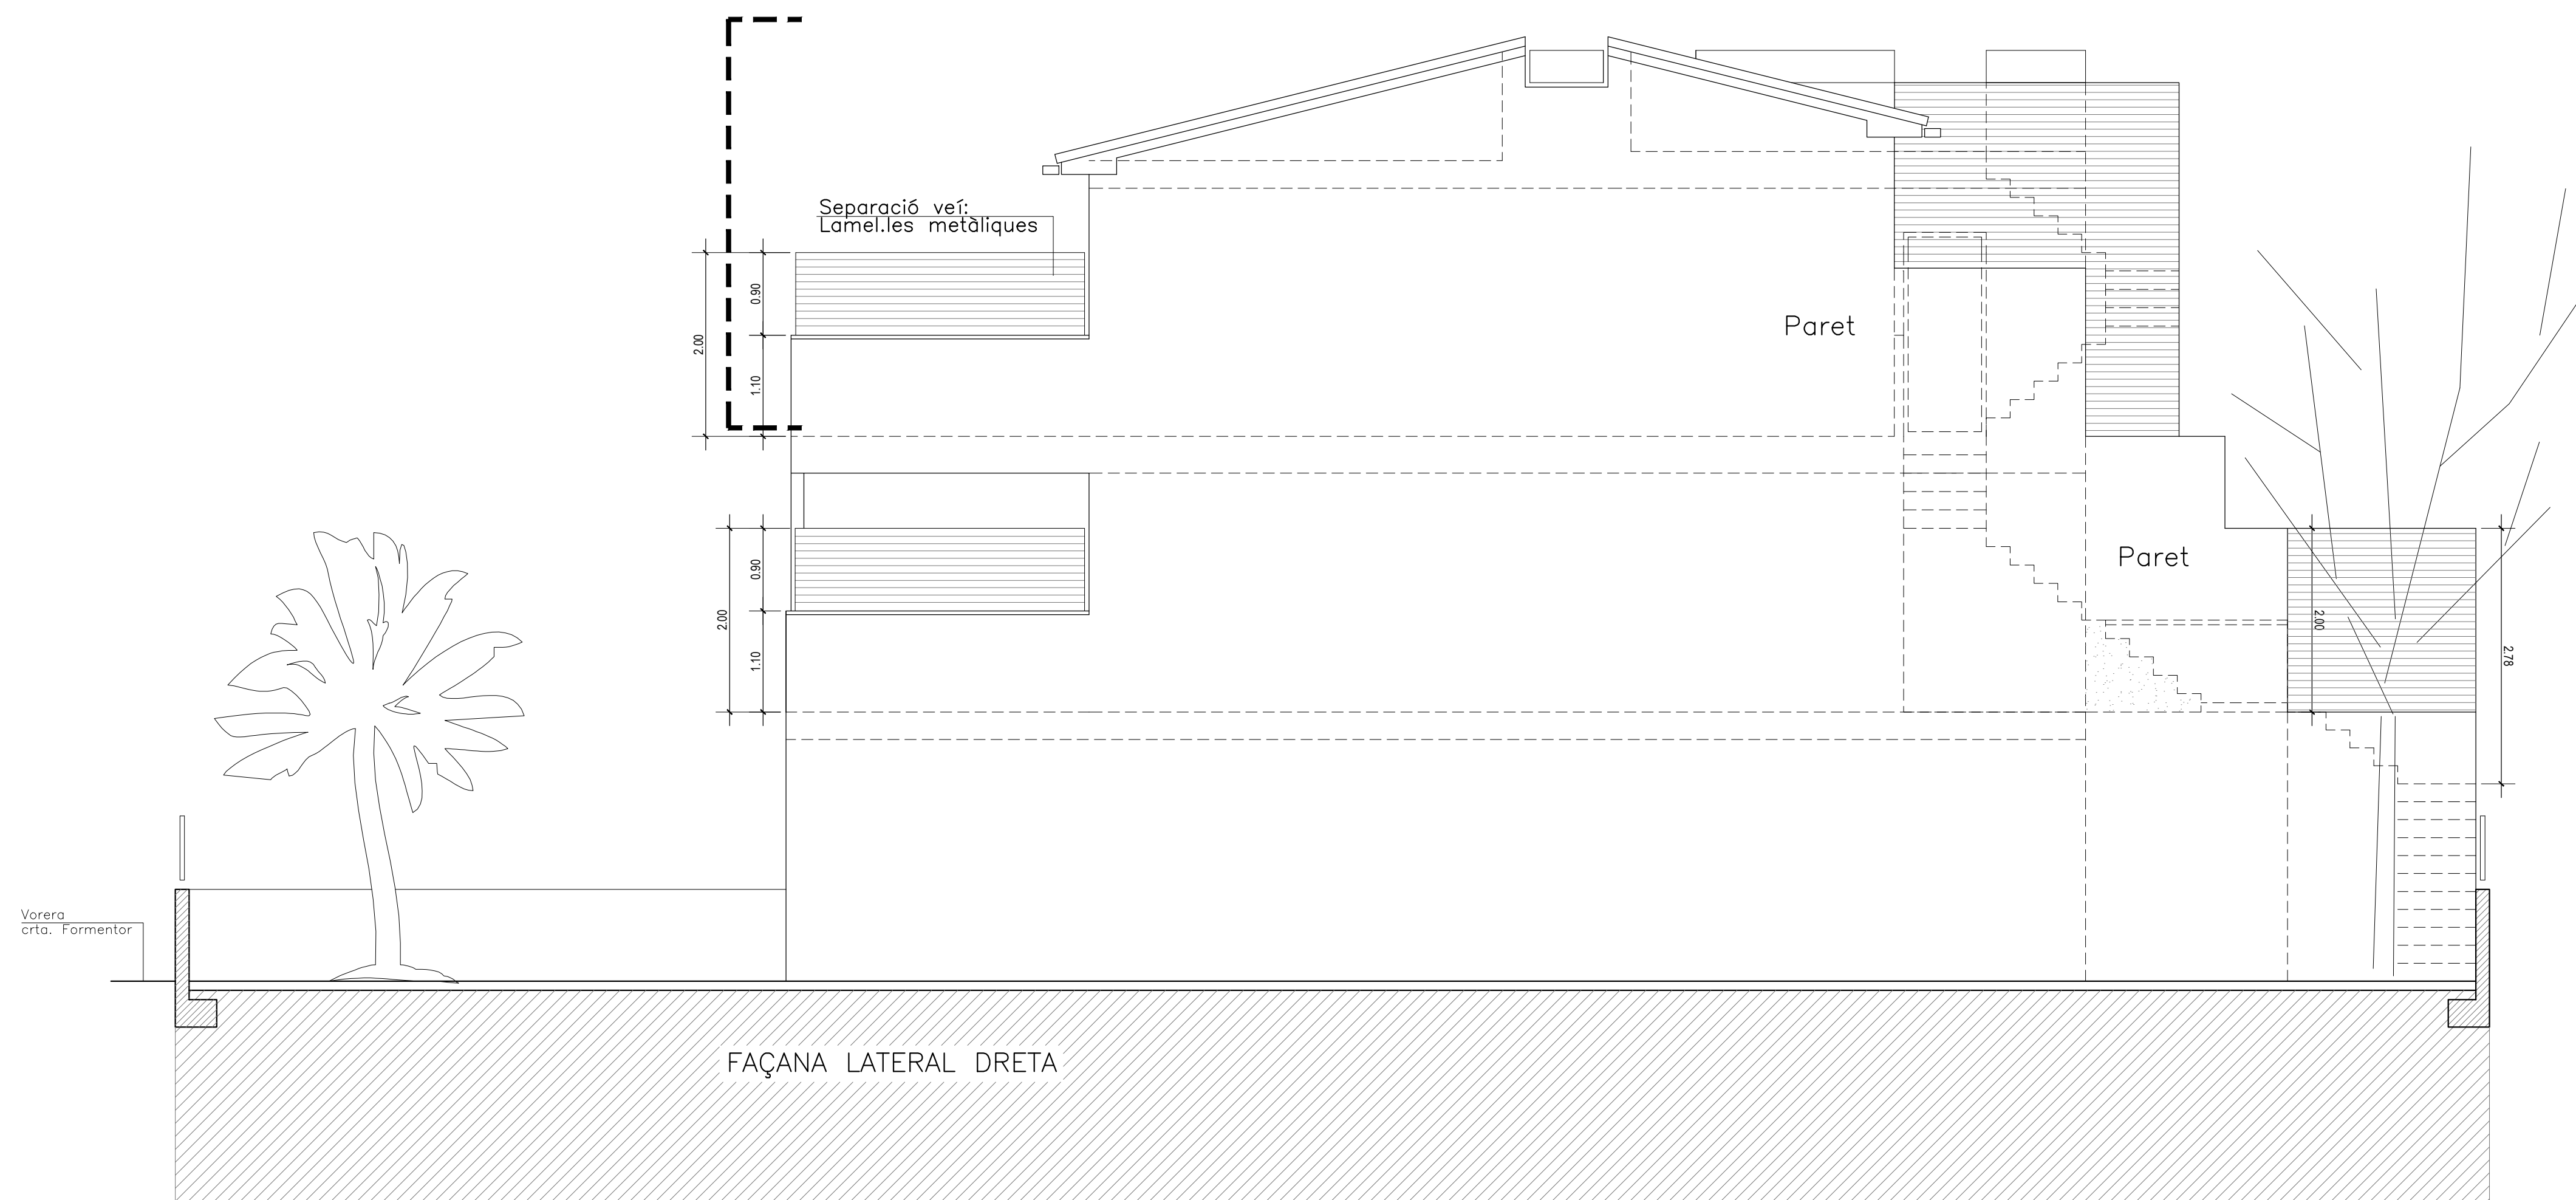 Separació veí:
Lamel.les metàliques
0.90
2.00
1.10
Paret
0.90
2.00
1.10
Paret
2.00
2.78
Vorera
crta. Formentor
FAÇANA LATERAL DRETA